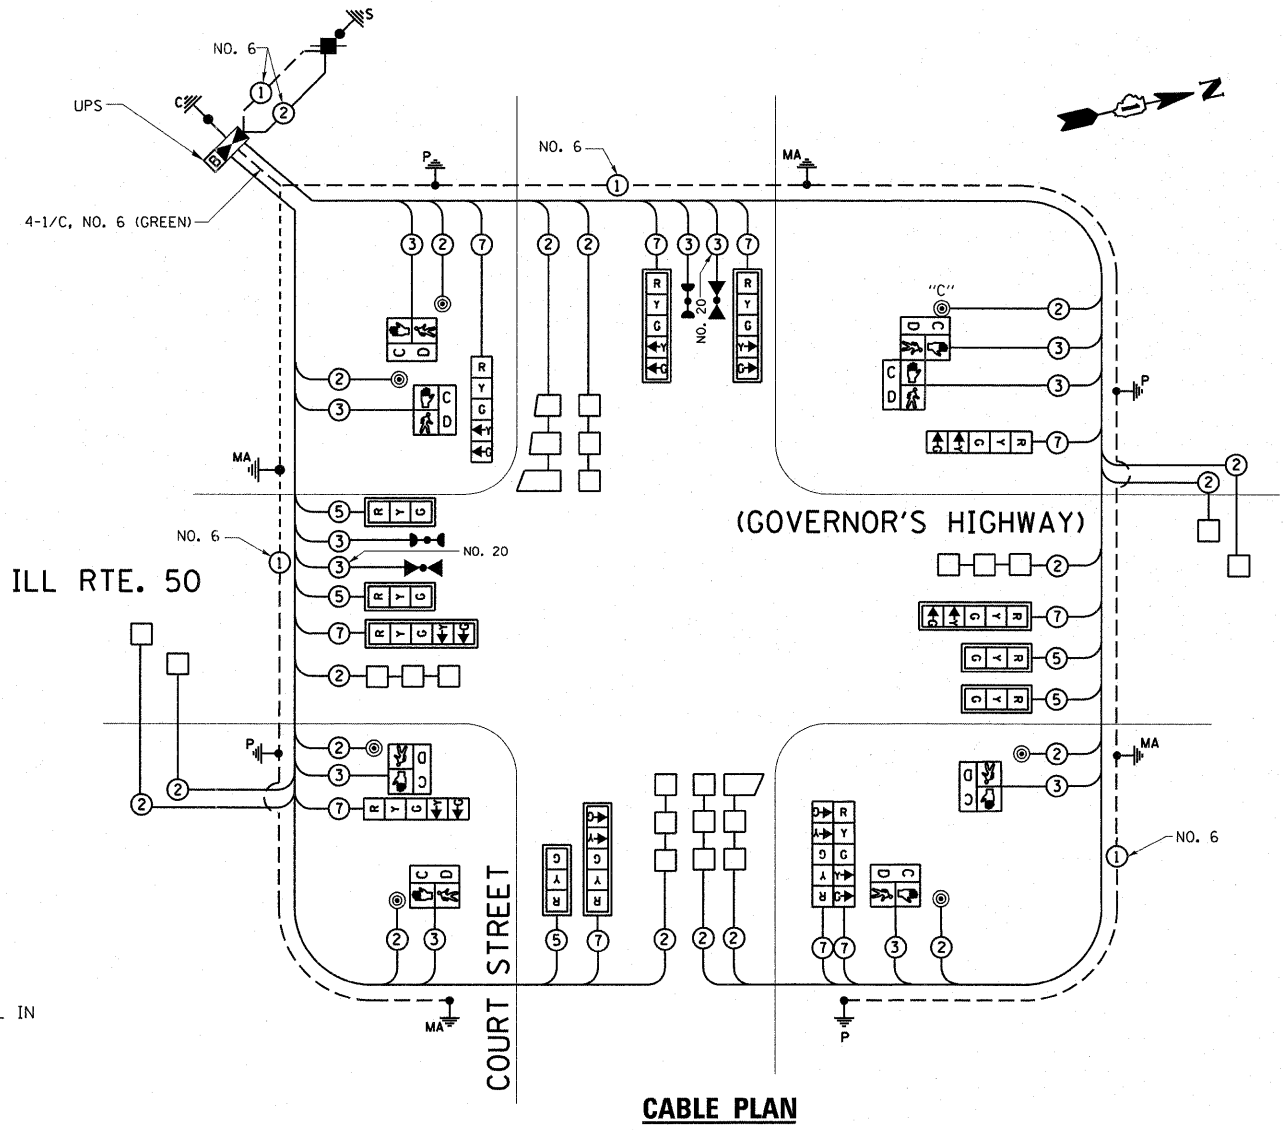 S
NO. 6
1
2
UPS
C
N
P
NO. 6
1
MA
4-1/C, NO. 6 (GREEN)
3 2 7 2 2 7 3 3 7
R Y G Y G
R Y G Y G
NO. 20
"C"
2
D C
3
C D
3
C
D
P
R Y G Y G
7
2
C
D
3
R Y G Y G
MA
2
2
(GOVERNOR'S HIGHWAY)
5 R Y G
3
NO. 6
1
3
NO. 20
ILL RTE. 50
5 R Y G
7 R Y G Y G
2
2
G Y G Y R
7
G Y R
5
G Y R
5
P
2
3
D
C
7 R Y G Y G
2
2
2
MA
D
C
3
1
NO. 6
C D
2 3
G Y R
5
G Y G Y R
7
2 2 2
G Y G Y R
R Y G Y G
7 7
D C
3 2
COURT STREET
MA
P
IN
CABLE PLAN